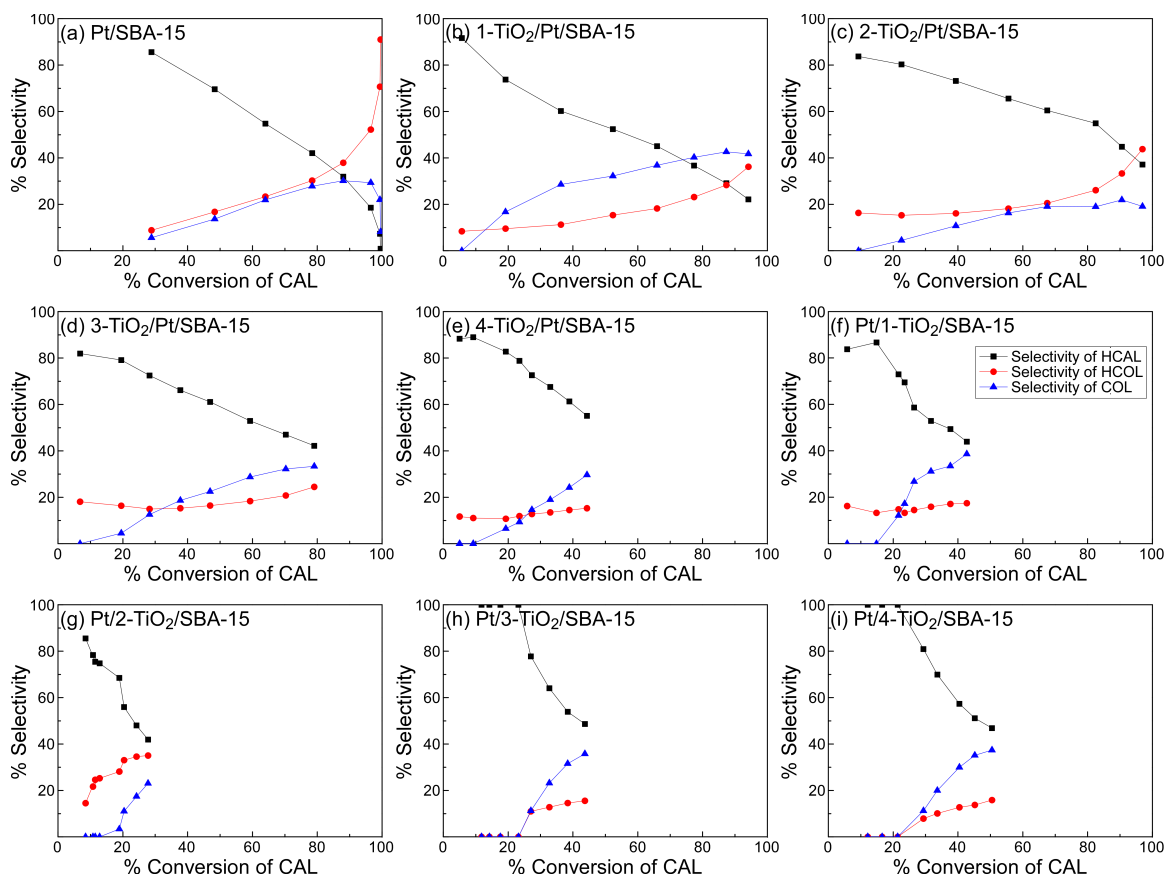 (a) Pt/SBA-15
100
80
60
40
20
% Selectivity
0 20 40 60 80 100
% Conversion of CAL
(b) 1-TiO₂/Pt/SBA-15
100
80
60
40
20
% Selectivity
0 20 40 60 80 100
% Conversion of CAL
(c) 2-TiO₂/Pt/SBA-15
100
80
60
40
20
% Selectivity
0 20 40 60 80 100
% Conversion of CAL
(d) 3-TiO₂/Pt/SBA-15
100
80
60
40
20
% Selectivity
0 20 40 60 80 100
% Conversion of CAL
(e) 4-TiO₂/Pt/SBA-15
100
80
60
40
20
% Selectivity
0 20 40 60 80 100
% Conversion of CAL
(f) Pt/1-TiO₂/SBA-15
Selectivity of HCAL
Selectivity of HCOL
Selectivity of COL
100
80
60
40
20
% Selectivity
0 20 40 60 80 100
% Conversion of CAL
(g) Pt/2-TiO₂/SBA-15
100
80
60
40
20
% Selectivity
0 20 40 60 80 100
% Conversion of CAL
(h) Pt/3-TiO₂/SBA-15
100
80
60
40
20
% Selectivity
0 20 40 60 80 100
% Conversion of CAL
(i) Pt/4-TiO₂/SBA-15
100
80
60
40
20
% Selectivity
0 20 40 60 80 100
% Conversion of CAL